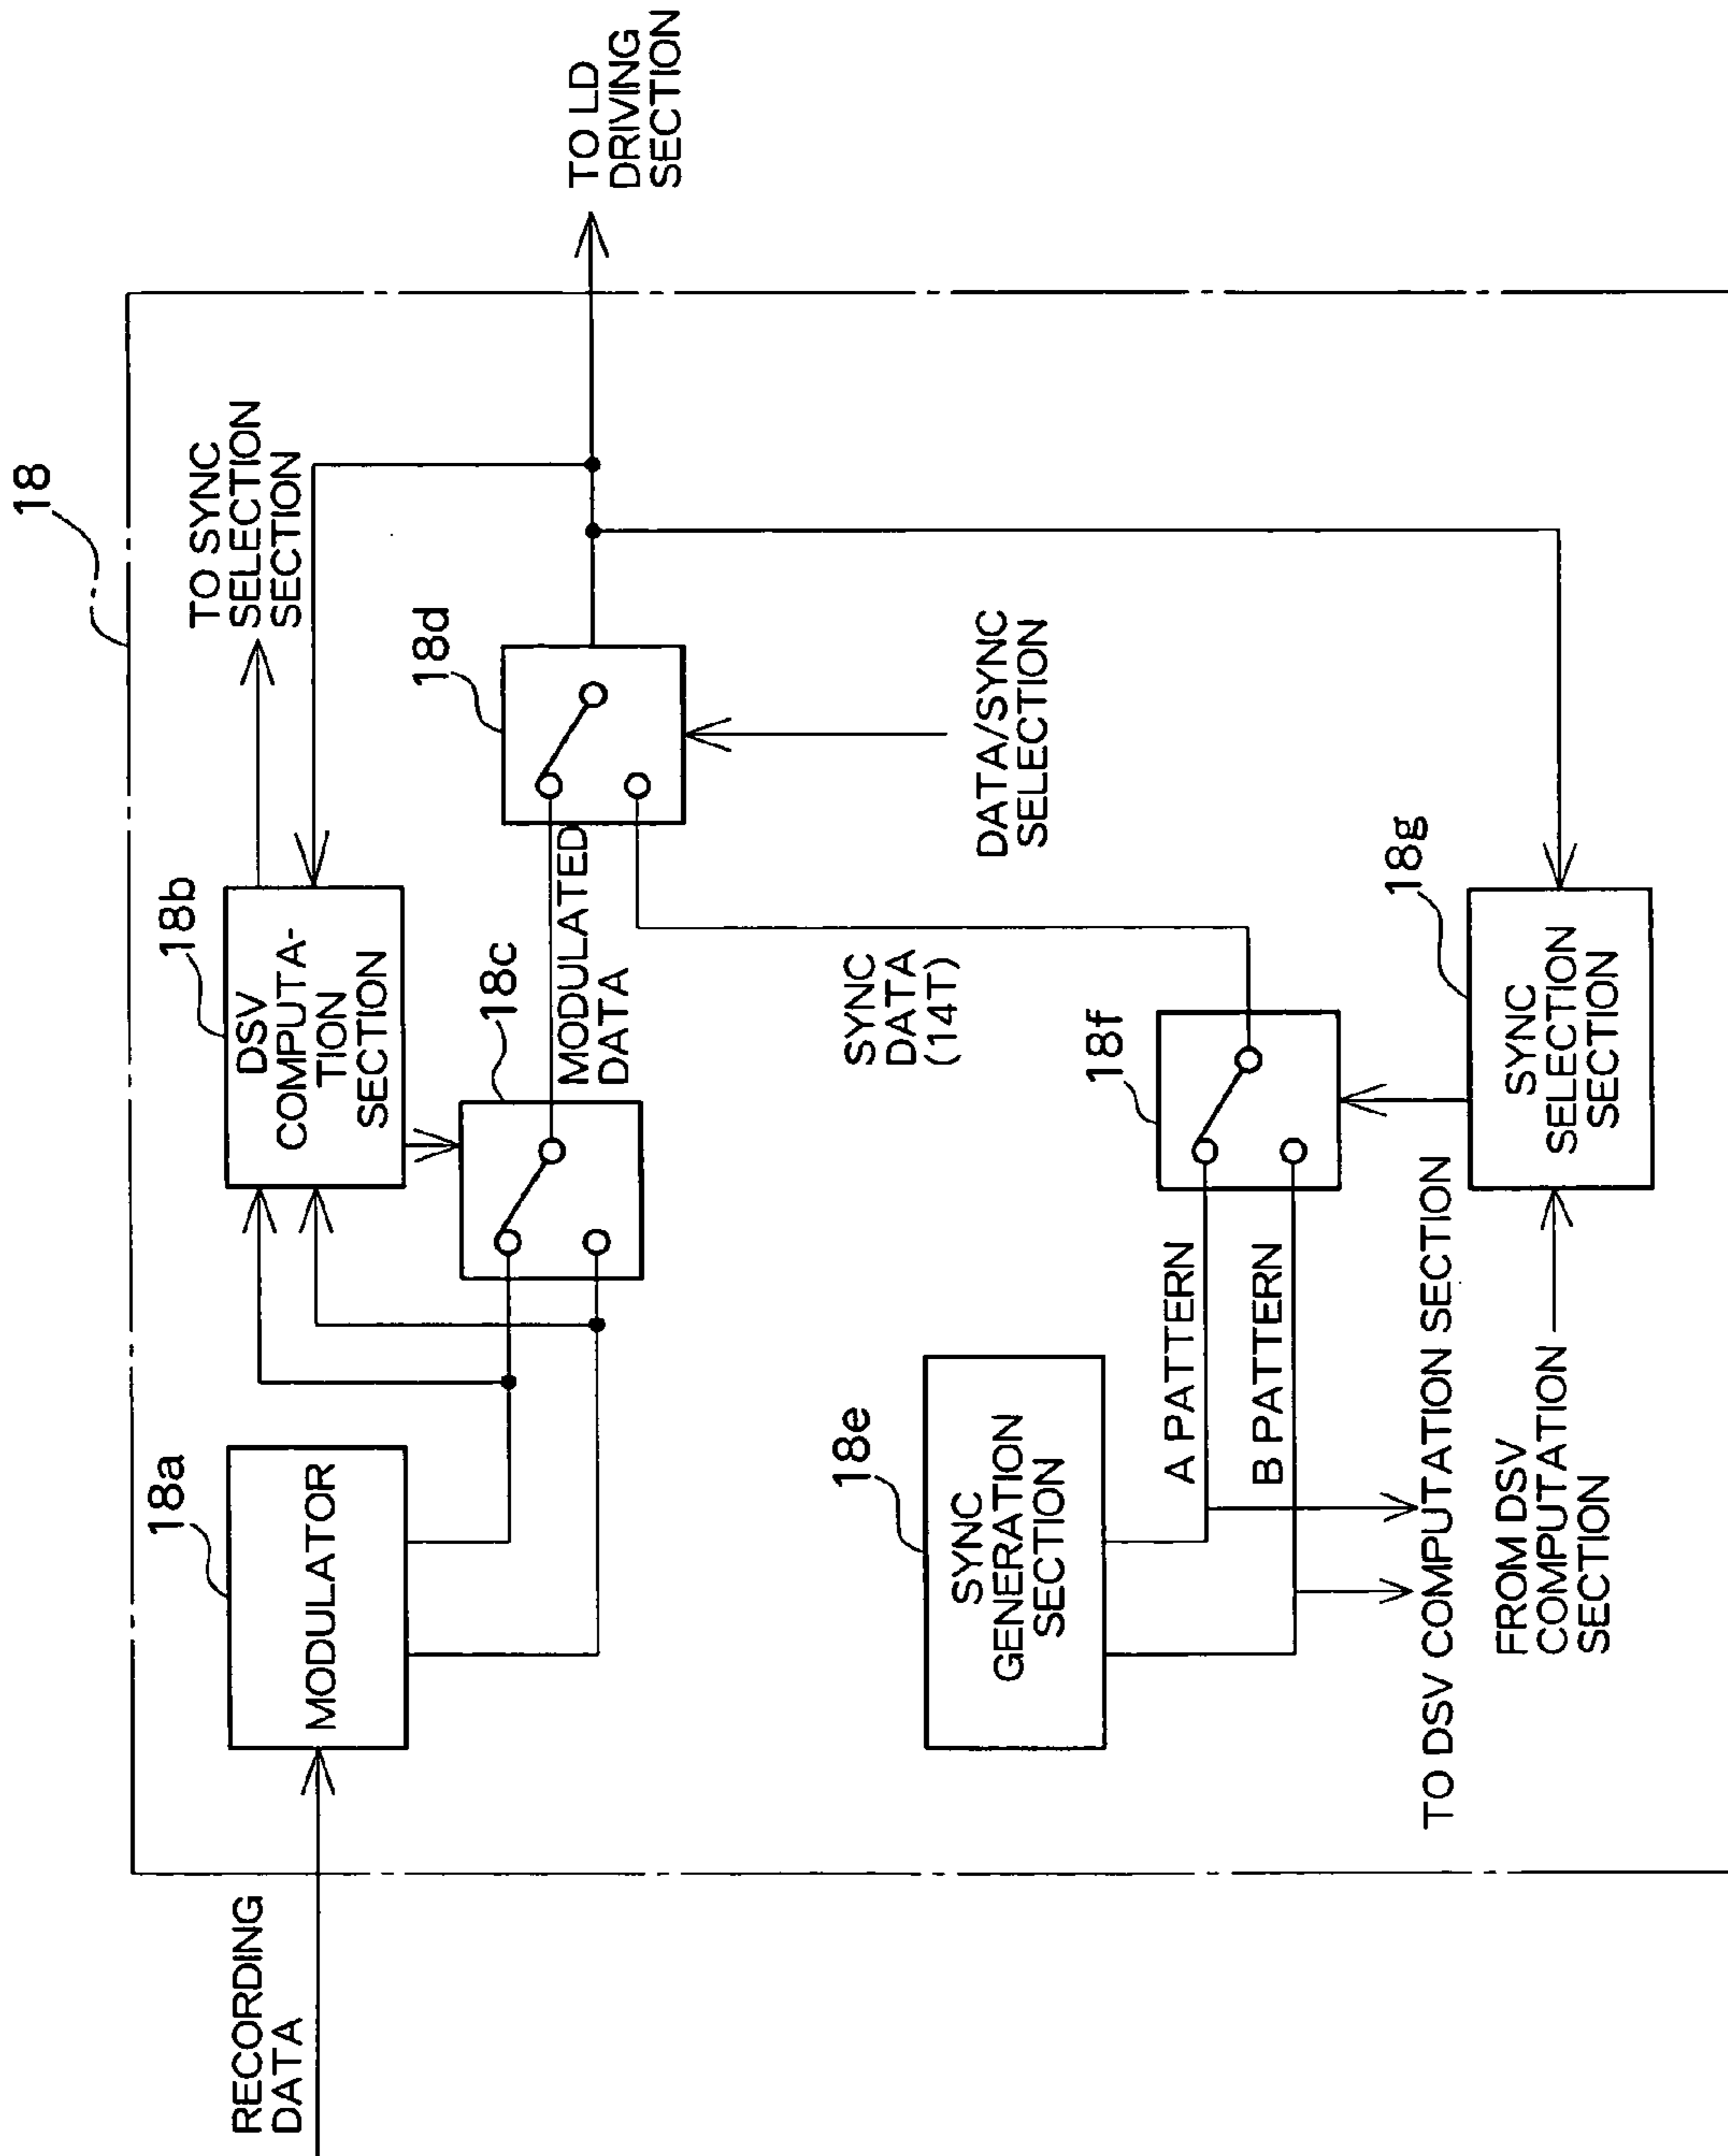 18
RECORDING
DATA
18a
MODULATOR
18b
DSV
COMPUTA-
TION
SECTION
TO SYNC
SELECTION
SECTION
18c
MODULATED
DATA
18d
TO LD
DRIVING
SECTION
DATA/SYNC
SELECTION
SYNC
DATA
(14T)
18e
SYNC
GENERATION
SECTION
A PATTERN
B PATTERN
18f
TO DSV COMPUTATION SECTION
FROM DSV
COMPUTATION
SECTION
18g
SYNC
SELECTION
SECTION